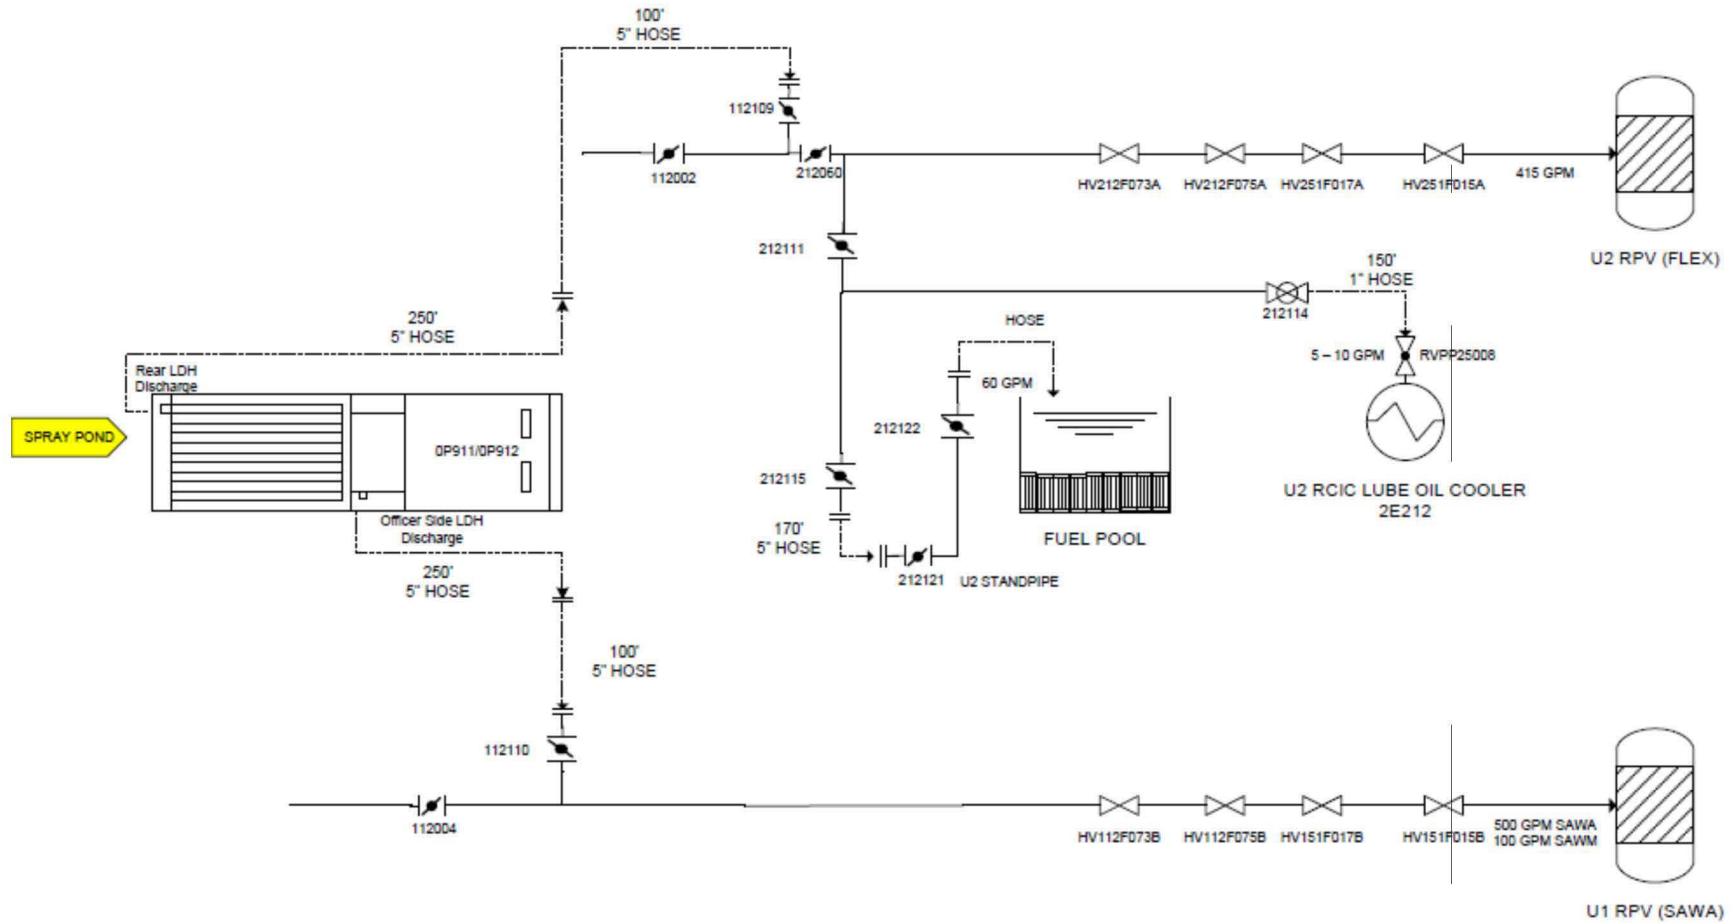 100'
5" HOSE
112109
112002
212060
HV212F073A
HV212F075A
HV251F017A
HV251F015A
415 GPM
U2 RPV (FLEX)
212111
150'
1" HOSE
212114
250'
5" HOSE
HOSE
5 – 10 GPM
RVPP25008
Rear LDH
Discharge
60 GPM
SPRAY POND
0P911/0P912
212122
212115
U2 RCIC LUBE OIL COOLER
2E212
Officer Side LDH
Discharge
170'
5" HOSE
FUEL POOL
212121
U2 STANDPIPE
250'
5" HOSE
100'
5" HOSE
112110
112004
HV112F073B
HV112F075B
HV151F017B
HV151F015B
500 GPM SAWA
100 GPM SAWM
U1 RPV (SAWA)